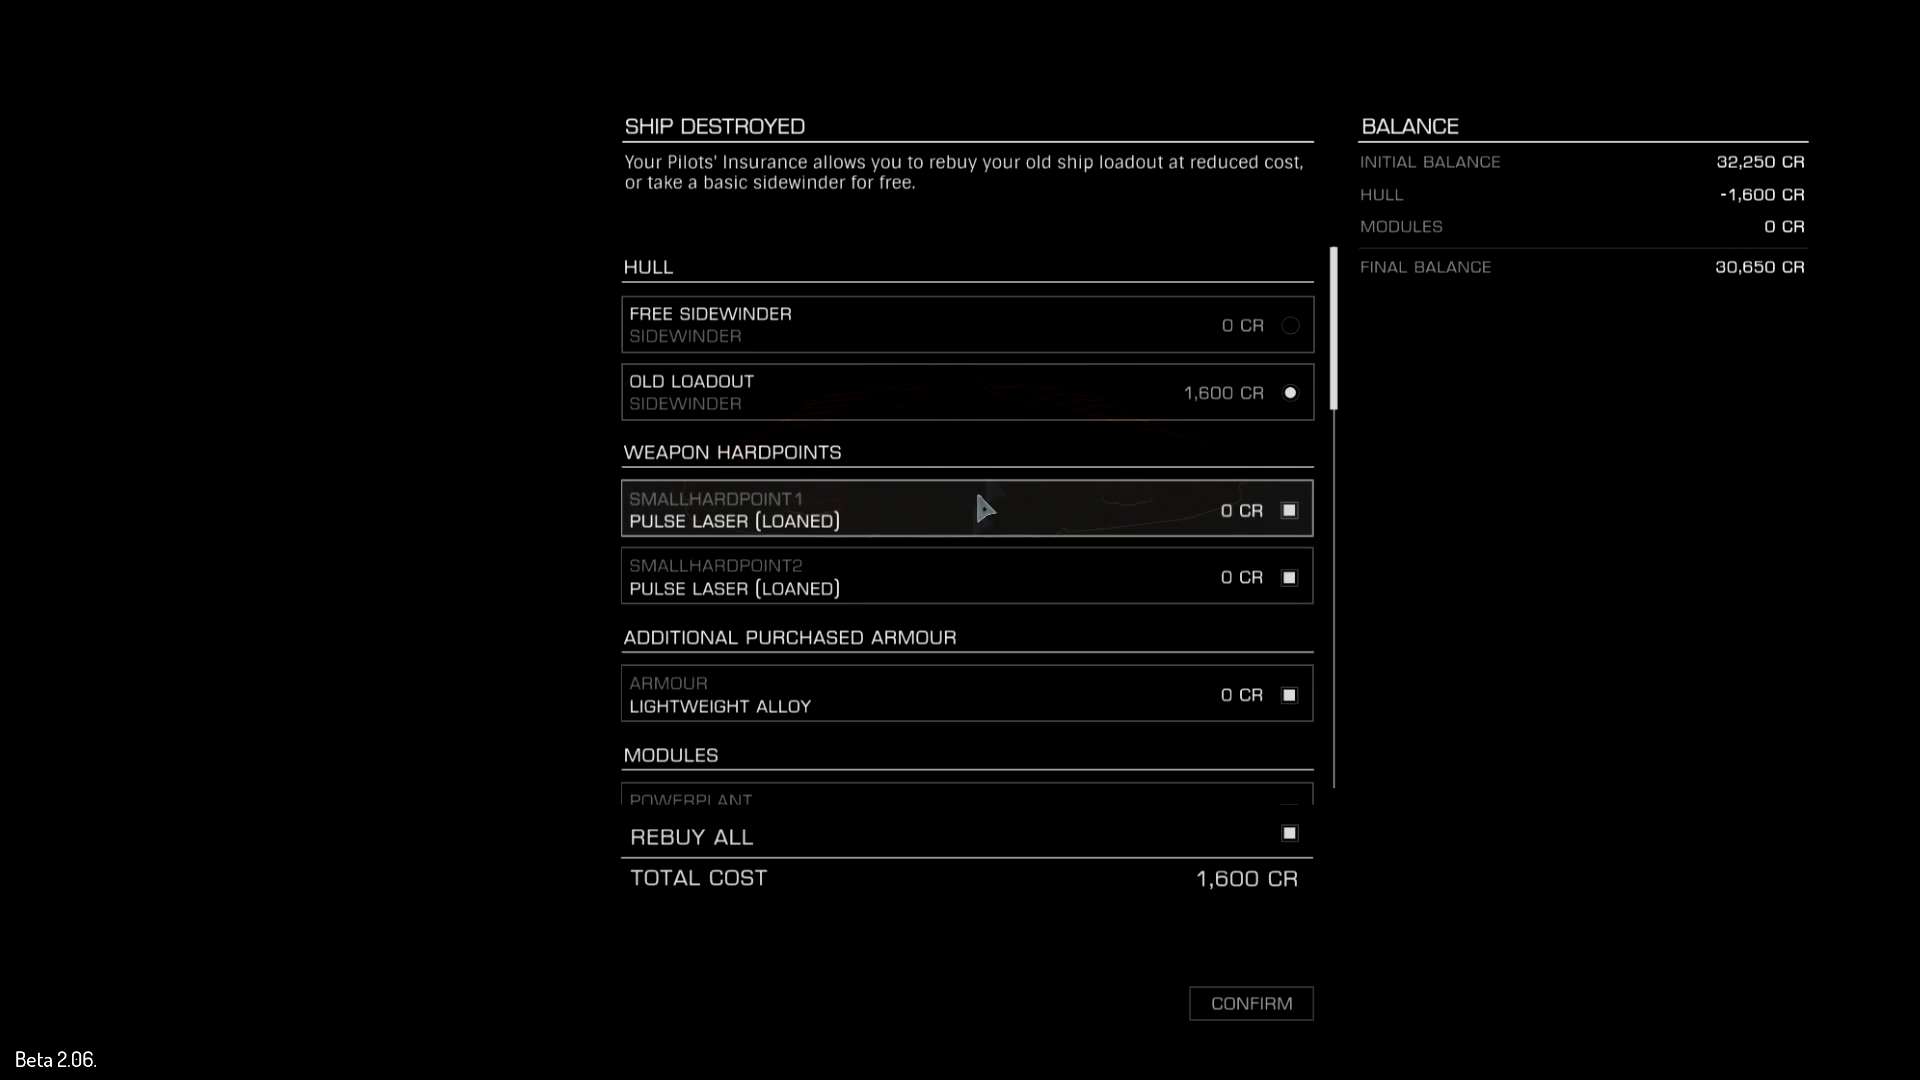 SHIP DESTROYED
Your Pilots' Insurance allows you to rebuy your old ship loadout at reduced cost,
or take a basic sidewinder for free.
HULL
FREE SIDEWINDER
SIDEWINDER
0 CR
OLD LOADOUT
SIDEWINDER
1,600 CR
WEAPON HARDPOINTS
SMALLHARDPOINT1
PULSE LASER (LOANED)
0 CR
SMALLHARDPOINT2
PULSE LASER (LOANED)
0 CR
ADDITIONAL PURCHASED ARMOUR
ARMOUR
LIGHTWEIGHT ALLOY
0 CR
MODULES
POWERPLANT
REBUY ALL
TOTAL COST 1,600 CR
CONFIRM
BALANCE
INITIAL BALANCE 32,250 CR
HULL -1,600 CR
MODULES 0 CR
FINAL BALANCE 30,650 CR
Beta 2.06.